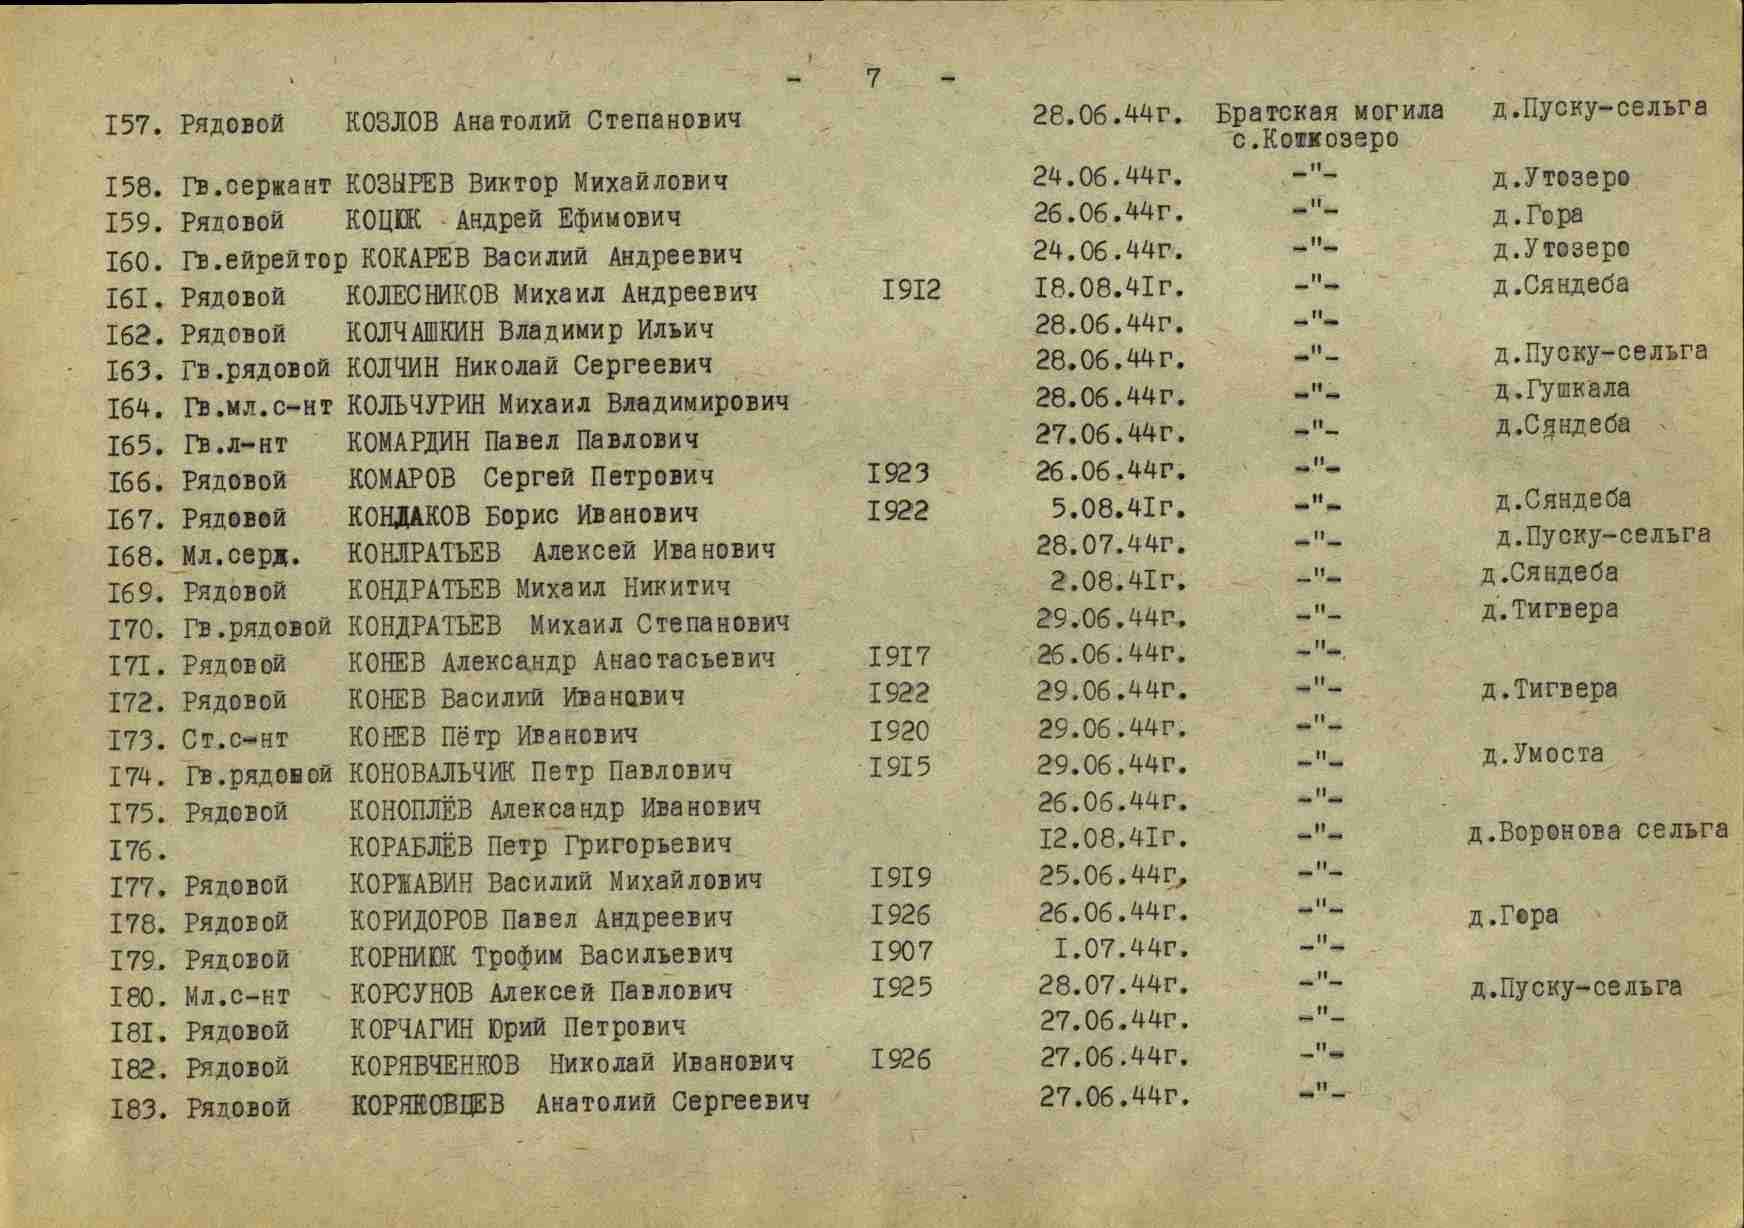 - 7 -
I57. Рядовой КОЗЛОВ Анатолий Степанович 28.06.44г. Братская могила д.Пуску-сельга
с.Коткозеро
I58. Гв.сержант КОЗЫРЕВ Виктор Михайлович 24.06.44г. -"- д.Утозеро
I59. Рядовой КОЦЮК Андрей Ефимович 26.06.44г. -"- д.Гора
I60. Гв.ейрейтор КОКАРЕВ Василий Андреевич 24.06.44г. -"- д.Утозеро
I6I. Рядовой КОЛЕСНИКОВ Михаил Андреевич I9I2 I8.08.4Iг. -"- д.Сяндеба
I62. Рядовой КОЛЧАШКИН Владимир Ильич 28.06.44г. -"-
I63. Гв.рядовой КОЛЧИН Николай Сергеевич 28.06.44г. -"- д.Пуску-сельга
I64. Гв.мл.с-нт КОЛЬЧУРИН Михаил Владимирович 28.06.44г. -"- д.Гушкала
I65. Гв.л-нт КОМАРДИН Павел Павлович 27.06.44г. -"- д.Сяндеба
I66. Рядовой КОМАРОВ Сергей Петрович I923 26.06.44г. -"-
I67. Рядовой КОНДАКОВ Борис Иванович I922 5.08.4Iг. -"- д.Сяндеба
I68. Мл.серд. КОНЛРАТЬЕВ Алексей Иванович 28.07.44г. -"- д.Пуску-сельга
I69. Рядовой КОНДРАТЬЕВ Михаил Никитич 2.08.4Iг. -"- д.Сяндеба
I70. Гв.рядовой КОНДРАТЬЕВ Михаил Степанович 29.06.44г. -"- д.Тигвера
I7I. Рядовой КОНЕВ Александр Анастасьевич I9I7 26.06.44г. -"-
I72. Рядовой КОНЕВ Василий Иванович I922 29.06.44г. -"- д.Тигвера
I73. Ст.с-нт КОНЕВ Пётр Иванович I920 29.06.44г. -"-
I74. Гв.рядовой КОНОВАЛЬЧИК Петр Павлович I9I5 29.06.44г. -"- д.Умоста
I75. Рядовой КОНОПЛЁВ Александр Иванович 26.06.44г. -"-
I76. КОРАБЛЁВ Петр Григорьевич I2.08.4Iг. -"- д.Воронова сельга
I77. Рядовой КОРЖАВИН Василий Михайлович I9I9 25.06.44г. -"-
I78. Рядовой КОРИДОРОВ Павел Андреевич I926 26.06.44г. -"- д.Гора
I79. Рядовой КОРНИЮК Трофим Васильевич I907 I.07.44г. -"-
I80. Мл.с-нт КОРСУНОВ Алексей Павлович I925 28.07.44г. -"- д.Пуску-сельга
I8I. Рядовой КОРЧАГИН Юрий Петрович 27.06.44г. -"-
I82. Рядовой КОРЯВЧЕНКОВ Николай Иванович I926 27.06.44г. -"-
I83. Рядовой КОРЯКОВЦЕВ Анатолий Сергеевич 27.06.44г. -"-